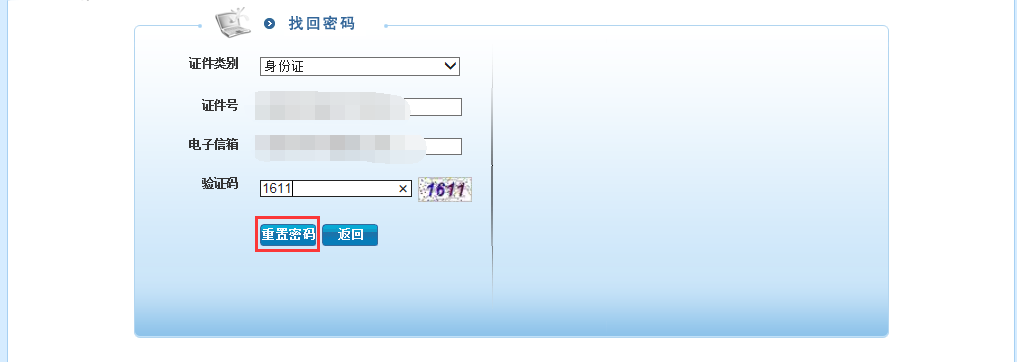 找回密码
证件类别 身份证
证件号
电子信箱
验证码 1611 × 1611
重置密码 返回